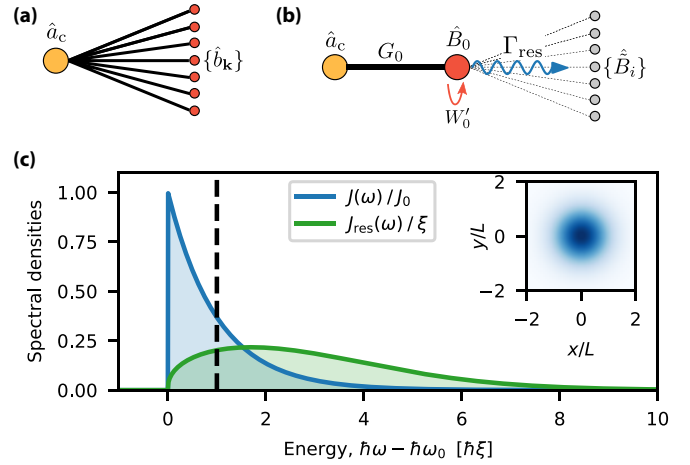 (a)
â_c
{b̂_𝐤}
(b)
â_c
G_0
B̂_0
Γ_res
{B̃̂_i}
W_0′
(c)
Spectral densities
1.00
0.75
0.50
0.25
0.00
J(ω)/J_0
J_res(ω)/ξ
2
0
−2
y/L
−2 0 2
x/L
0 2 4 6 8 10
Energy, ħω − ħω_0 [ħξ]